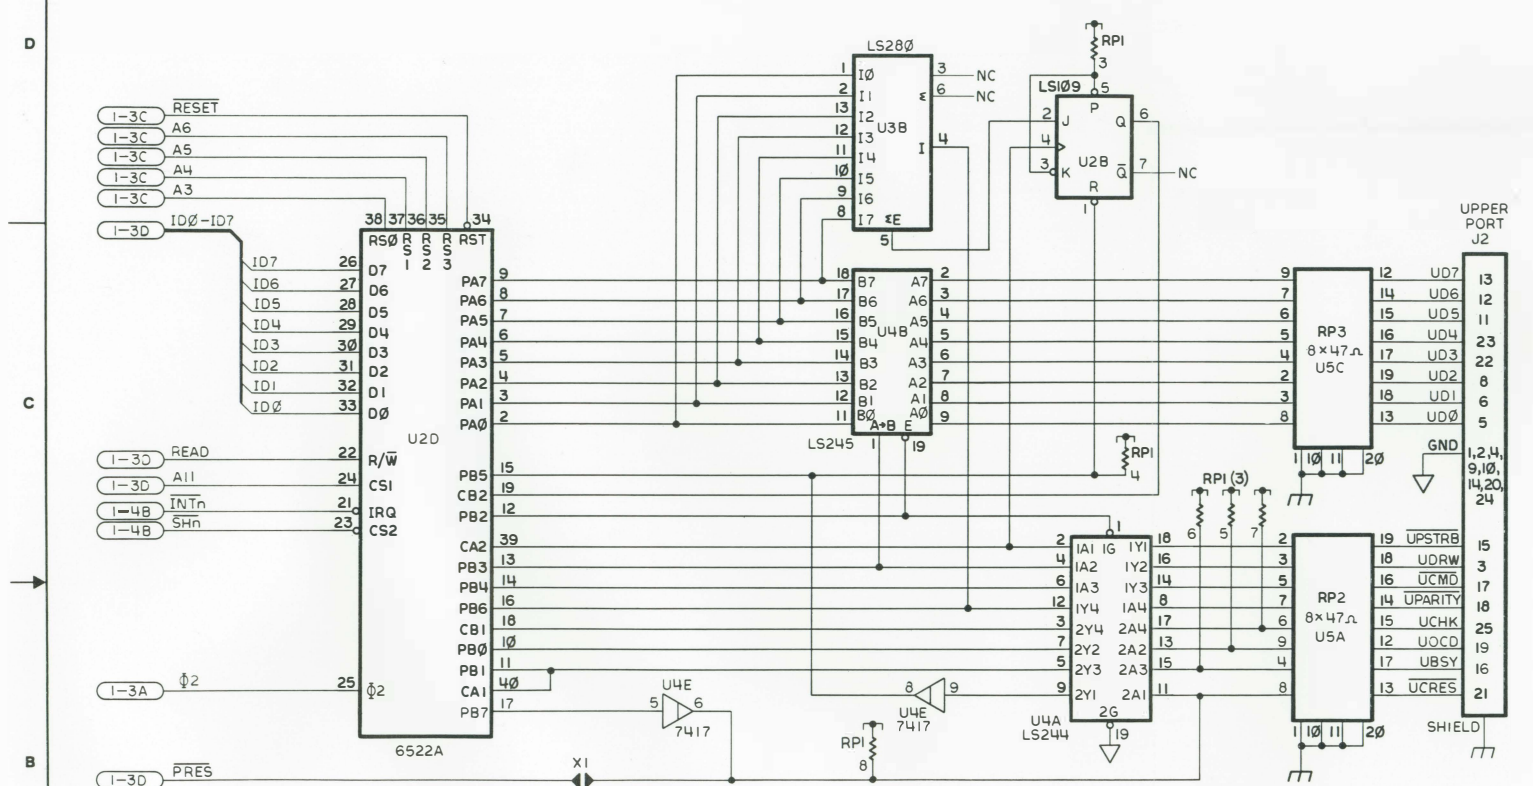 D
RP1
3
LS280
LS109
1 I0
2 I1
13 I2
12 I3
11 I4
10 I5
9 I6
8 I7
U3B
3 NC
Σ 6 NC
I 4
ΣE
5
5
P
2 J
4
3 K
Q 6
U2B
Q̅ 7 NC
R
1
1-3C R̅E̅S̅E̅T̅
1-3C A6
1-3C A5
1-3C A4
1-3C A3
1-3D ID0-ID7
38 37 36 35 34
RS0 RS1 RS2 RS3 RST
ID7 26 D7
ID6 27 D6
ID5 28 D5
ID4 29 D4
ID3 30 D3
ID2 31 D2
ID1 32 D1
ID0 33 D0
PA7 9
PA6 8
PA5 7
PA4 6
PA3 5
PA2 4
PA1 3
PA0 2
18 B7 A7 2
17 B6 A6 3
16 B5 A5 4
15 B4 A4 5
14 B3 A3 6
13 B2 A2 7
12 B1 A1 8
11 B0 A0 9
U4B
A→B E
1 19
LS245
UPPER
PORT
J2
9 12 UD7 13
7 14 UD6 12
6 15 UD5 11
5 16 UD4 23
4 17 UD3 22
2 19 UD2 8
3 18 UD1 6
8 13 UD0 5
RP3
8×47Ω
U5C
1 10 11 20
GND 1,2,4,
9,10,
14,20,
24
C
U2D
1-3D READ 22 R/W̅
1-3D A11 24 CS1
1-4B I̅N̅T̅n̅ 21 IRQ
1-4B S̅H̅n̅ 23 CS2
PB5 15
CB2 19
PB2 12
CA2 39
PB3 13
PB4 14
PB6 16
CB1 18
PB0 10
PB1 11
CA1 40
PB7 17
RP1
4
RP1 (3)
6 5 7
1
2 1A1 1G 1Y1 18
4 1A2 1Y2 16
6 1A3 1Y3 14
12 1Y4 1A4 8
3 2Y4 2A4 17
7 2Y2 2A2 13
5 2Y3 2A3 15
9 2Y1 2A1 11
2G
19
U4A
LS244
2 19 U̅P̅S̅T̅R̅B̅ 15
3 18 UDRW 3
5 16 U̅C̅M̅D̅ 17
7 14 U̅P̅A̅R̅I̅T̅Y̅ 18
6 15 UCHK 25
9 12 UOCD 19
4 17 UBSY 16
8 13 U̅C̅R̅E̅S̅ 21
RP2
8×47Ω
U5A
1 10 11 20
SHIELD
1-3A Φ2 25 Φ2
6522A
U4E
5 6
7417
8 9
U4E
7417
RP1
8
B
1-3D P̅R̅E̅S̅
X1